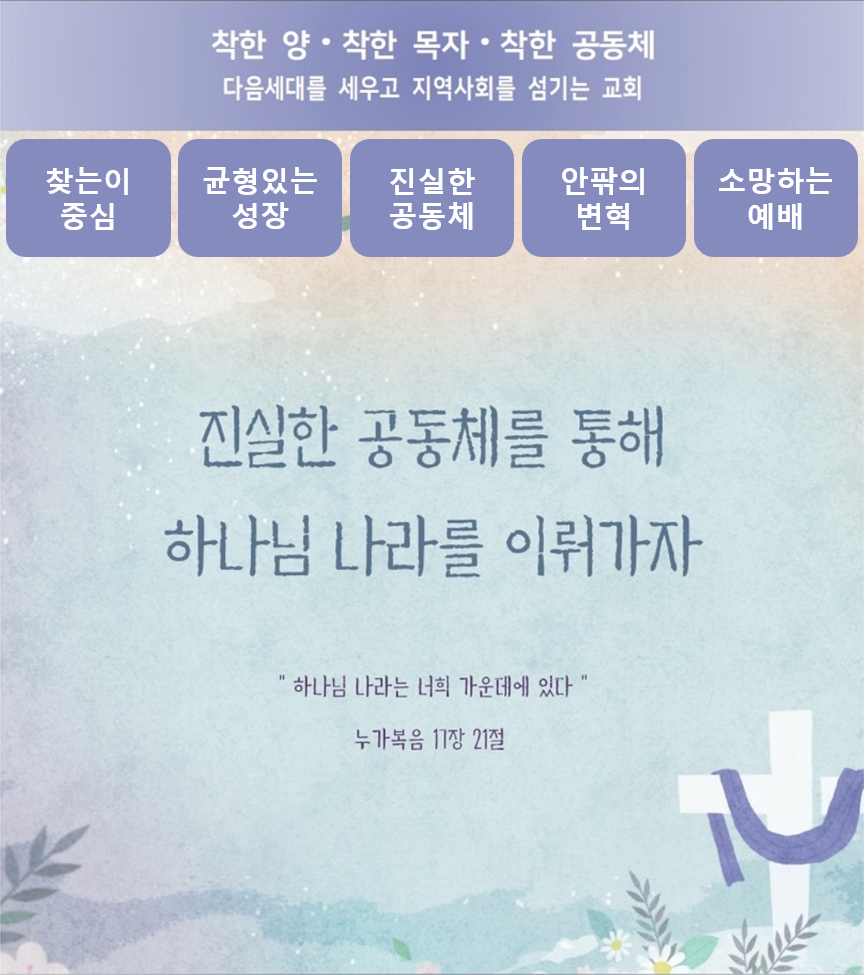 착한 양 • 착한 목자 • 착한 공동체
다음세대를 세우고 지역사회를 섬기는 교회
찾는이
중심
균형있는
성장
진실한
공동체
안팎의
변혁
소망하는
예배
진실한 공동체를 통해
하나님 나라를 이뤄가자
" 하나님 나라는 너희 가운데에 있다 "
누가복음 17장 21절